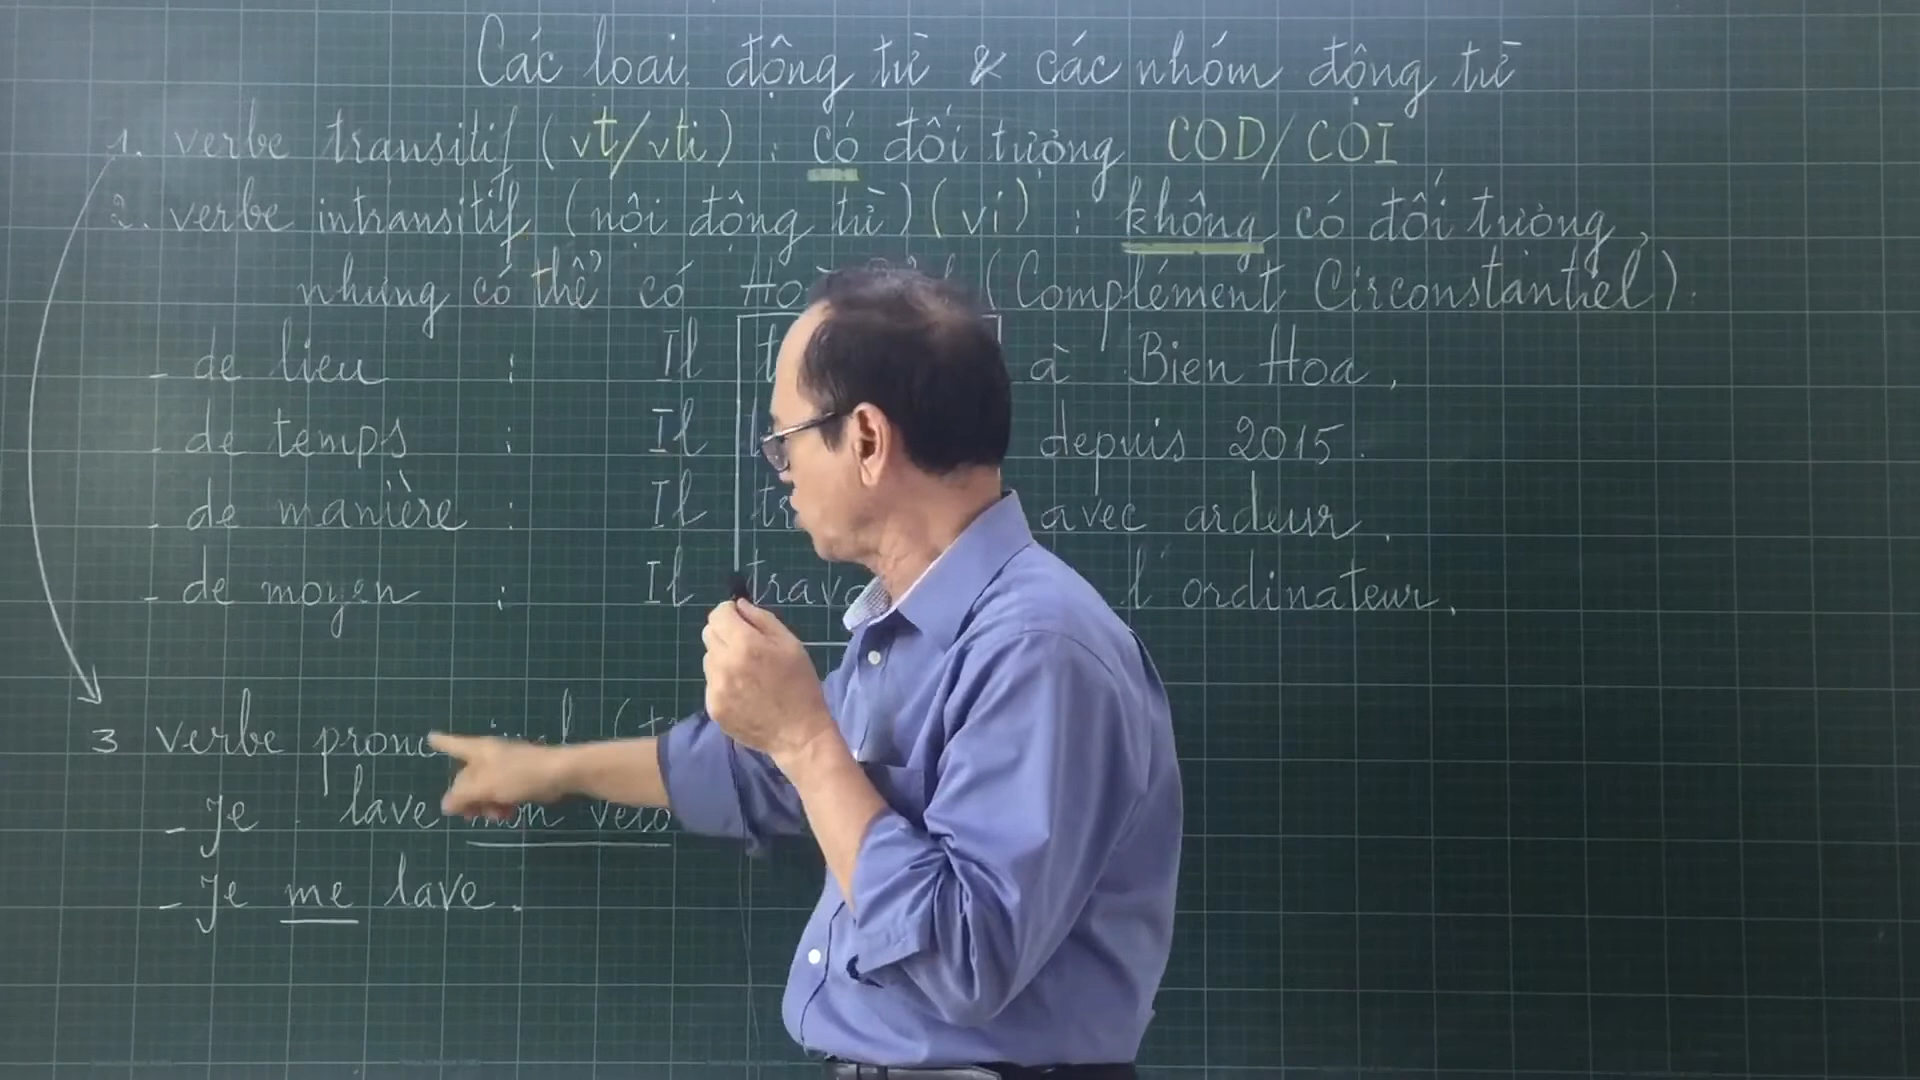 Các loại động từ & các nhóm động từ
1. verbe transitif (vt/vti) : có đối tượng COD/COI
2. verbe intransitif (nội động từ) (vi) : không có đối tượng,
nhưng có thể có (Complément Circonstantiel).
- de lieu : Il à Bien Hoa.
- de temps : Il depuis 2015.
- de manière : Il avec ardeur.
- de moyen : Il l'ordinateur.
3 verbe
- Je lave mon vélo
- Je me lave.